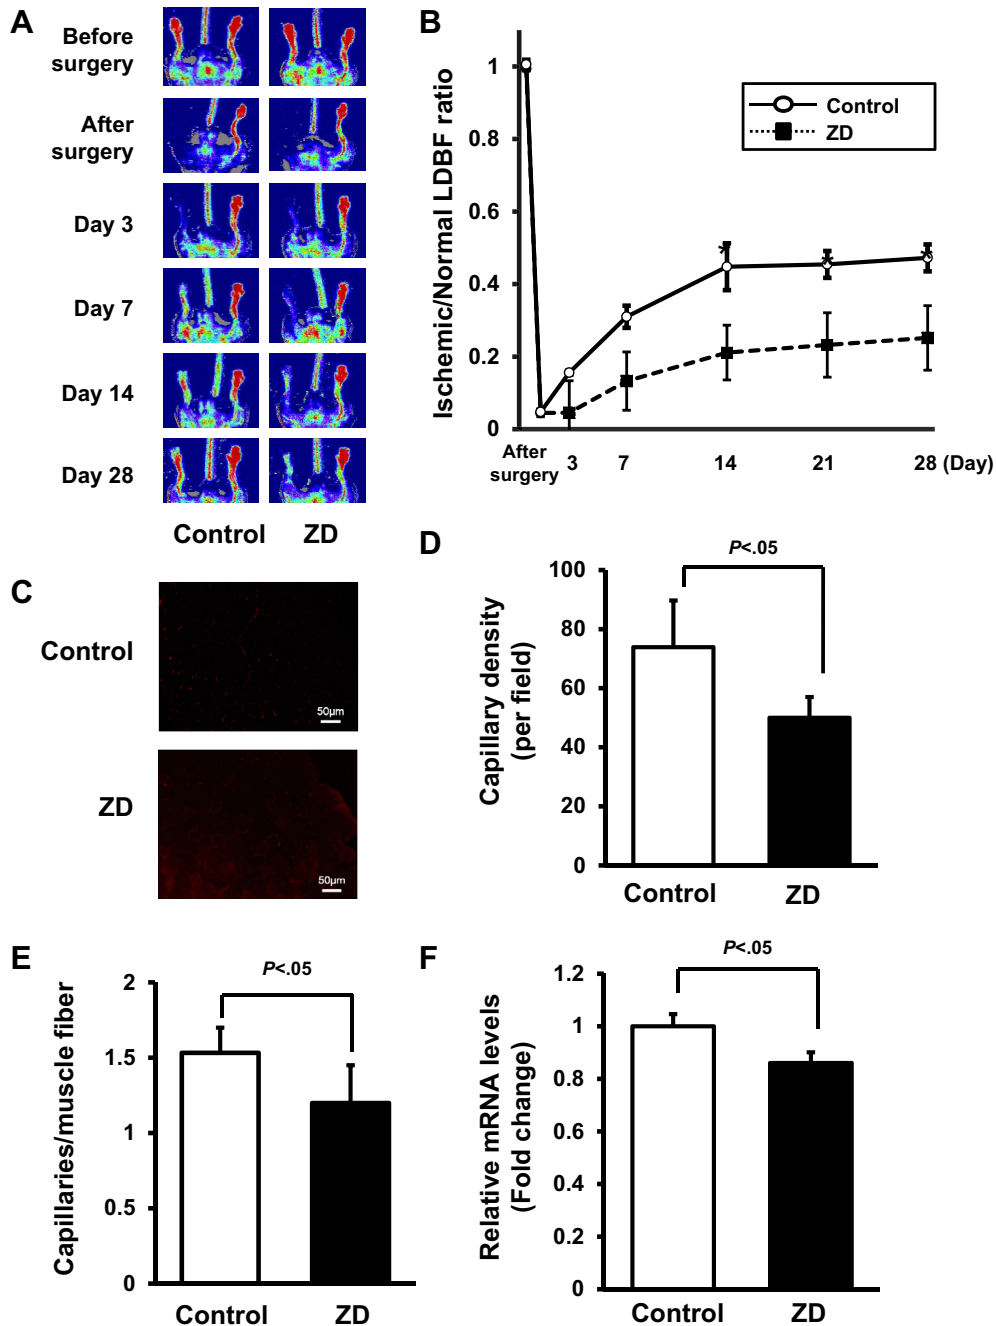 A
Before
surgery
After
surgery
Day 3
Day 7
Day 14
Day 28
Control ZD
B
Ischemic/Normal LDBF ratio
1
0.8
0.6
0.4
0.2
0
Control
ZD
* * *
After
surgery
3 7 14 21 28 (Day)
C
Control
50µm
ZD
50µm
D
P<.05
Capillary density
(per field)
100
80
60
40
20
0
Control ZD
E
P<.05
Capillaries/muscle fiber
2
1.5
1
0.5
0
Control ZD
F
P<.05
Relative mRNA levels
(Fold change)
1.2
1
0.8
0.6
0.4
0.2
0
Control ZD